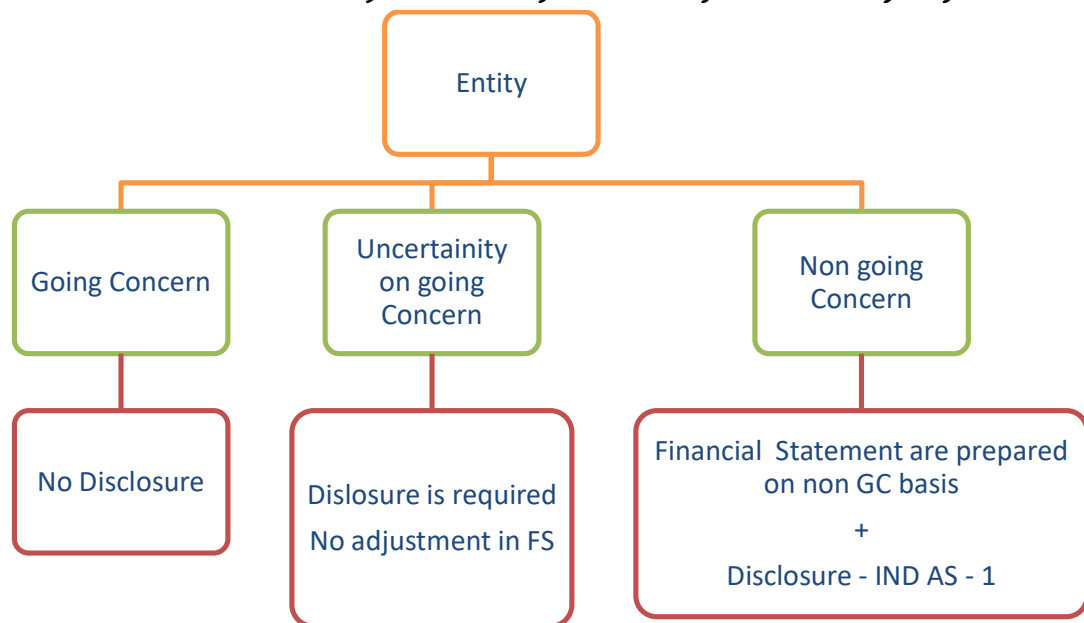 Entity
Going Concern
Uncertainity
on going
Concern
Non going
Concern
No Disclosure
Dislosure is required
No adjustment in FS
Financial Statement are prepared
on non GC basis
+
Disclosure - IND AS - 1